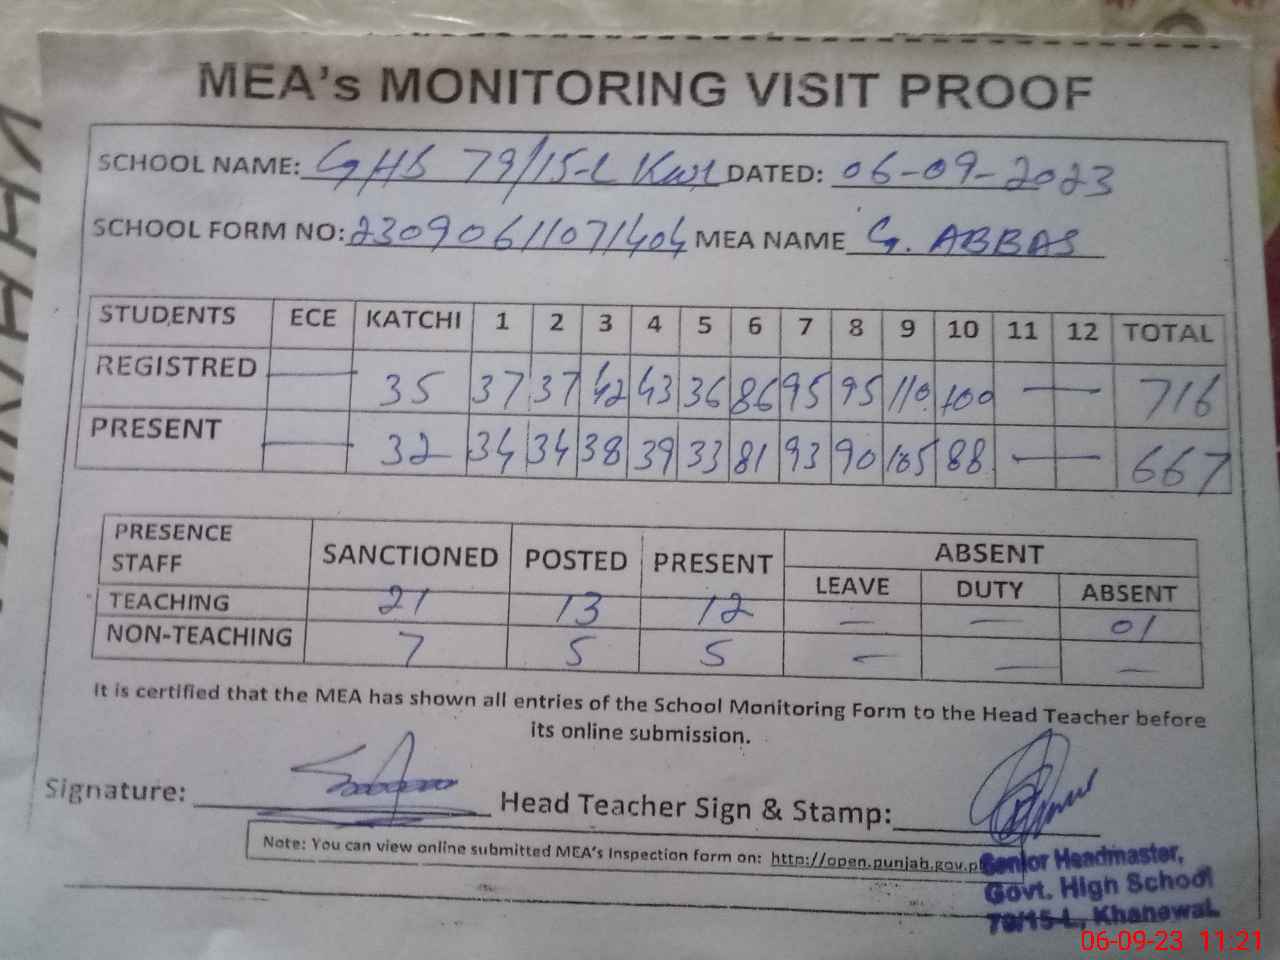 MEA's MONITORING VISIT PROOF
SCHOOL NAME: GHS 79/15-L Kwl DATED: 06-09-2023
SCHOOL FORM NO: 23090611071404 MEA NAME G. ABBAS
STUDENTS ECE KATCHI 1 2 3 4 5 6 7 8 9 10 11 12 TOTAL
REGISTRED — 35 37 37 42 43 36 86 95 95 110 100 — 716
PRESENT — 32 34 34 38 39 33 81 93 90 105 88 — 667
PRESENCE STAFF SANCTIONED POSTED PRESENT ABSENT
LEAVE DUTY ABSENT
TEACHING 21 13 12 — — 01
NON-TEACHING 7 5 5 — — —
It is certified that the MEA has shown all entries of the School Monitoring Form to the Head Teacher before
its online submission.
Signature: Head Teacher Sign & Stamp:
Note: You can view online submitted MEA's Inspection form on: http://open.punjab.gov.p
Senior Headmaster,
Govt. High School
79/15-L, Khanewal.
06-09-23 11:21